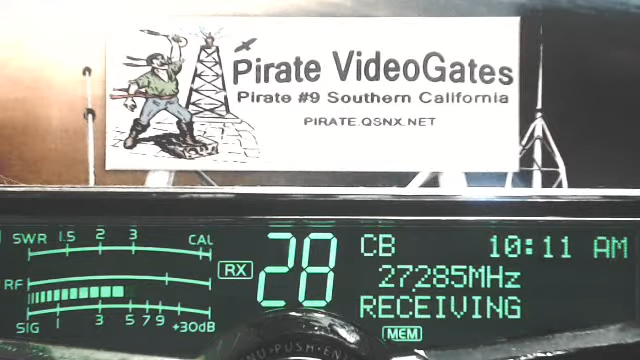 Pirate VideoGates
Pirate #9 Southern California
PIRATE.QSNX.NET
SWR 1.5 2 3 CAL
RF
SIG 1 3 5 7 9 +30dB
RX
28
CB 10:11 AM
27285MHz
RECEIVING
MEM
PUSH